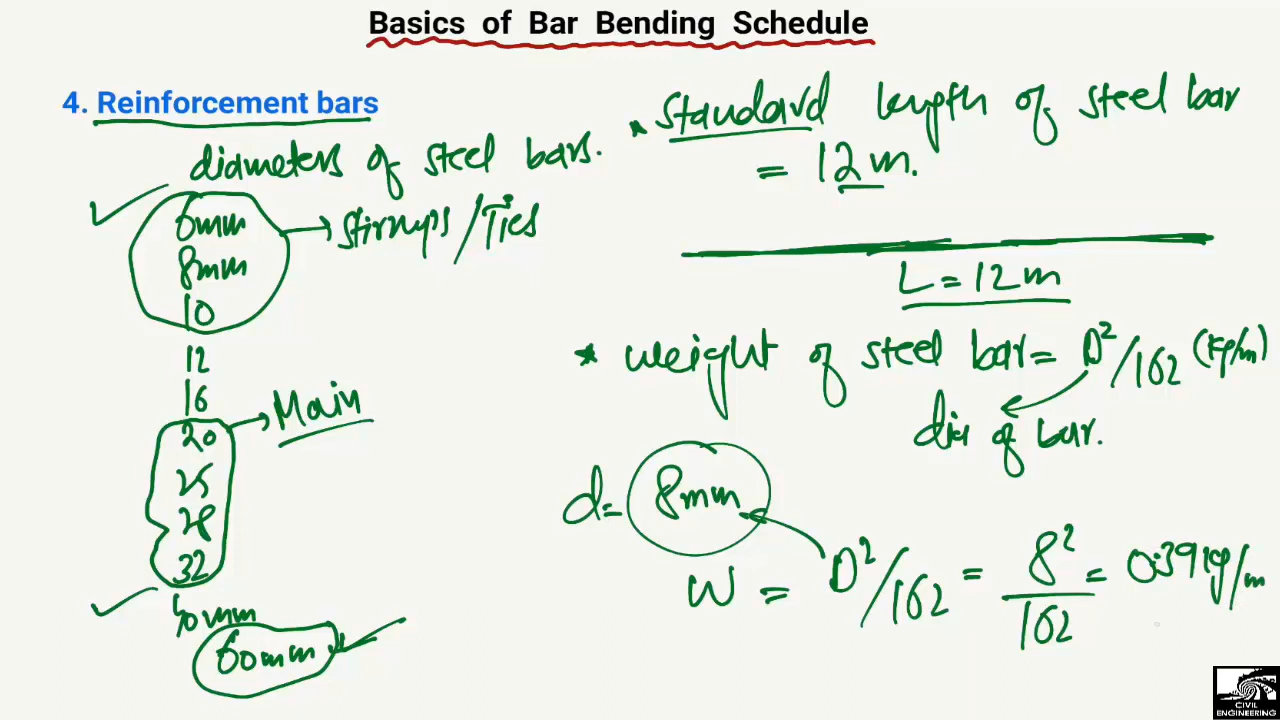 Basics of Bar Bending Schedule
4. Reinforcement bars
diameters of steel bars.
6mm
8mm
10
→ Stirrups/Ties
12
16
20
25
28
32
→ Main
50mm
60mm
* Standard length of steel bar
= 12m.
L = 12m
* weight of steel bar = D²/162 (kg/m)
dia of bar.
d= 8mm
W = D²/162 = 8²/162 = 0.39 kg/m
CIVIL
ENGINEERING